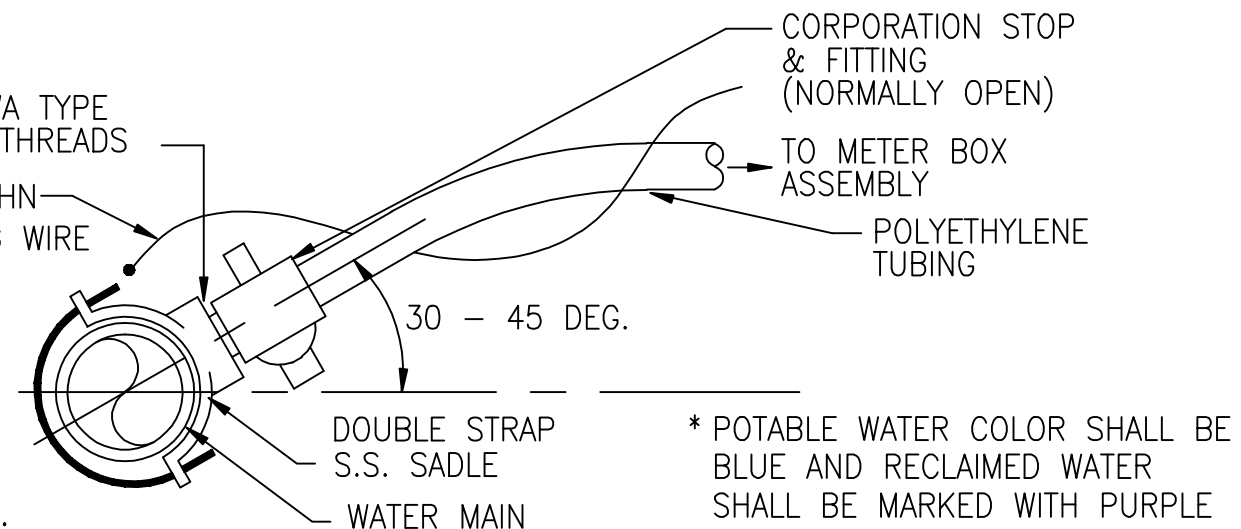 CORPORATION STOP
& FITTING
(NORMALLY OPEN)
TYPE
THREADS
WIRE
TO METER BOX
ASSEMBLY
POLYETHYLENE
TUBING
30 - 45 DEG.
DOUBLE STRAP
S.S. SADLE
WATER MAIN
* POTABLE WATER COLOR SHALL BE
BLUE AND RECLAIMED WATER
SHALL BE MARKED WITH PURPLE